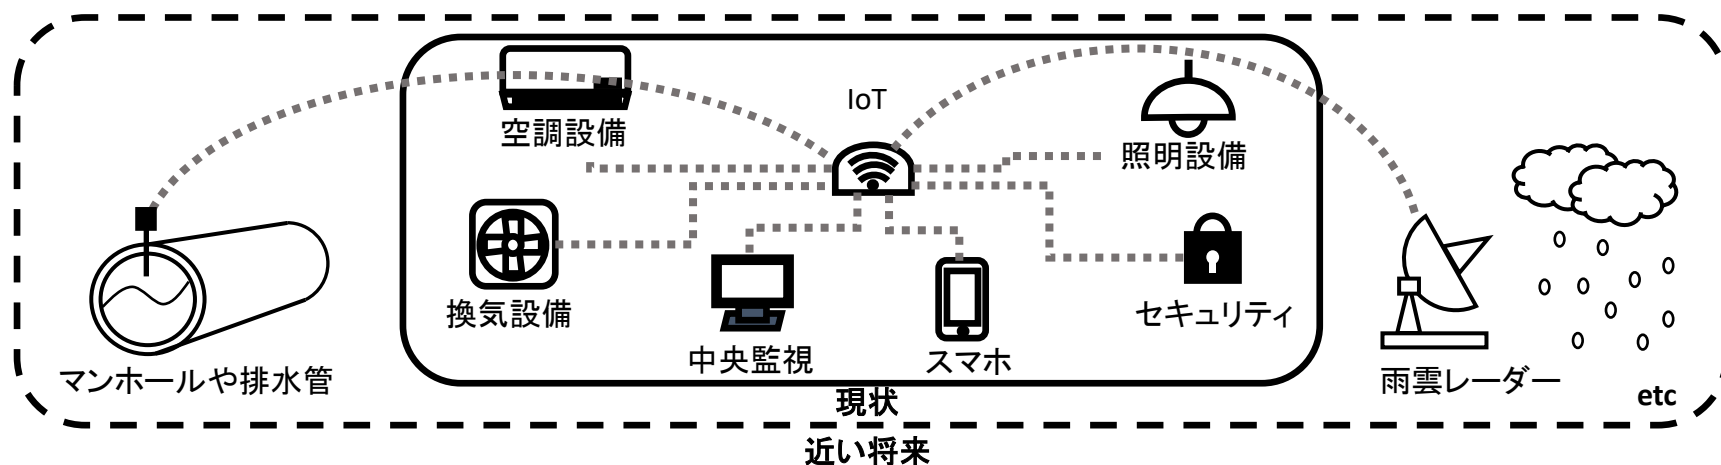 IoT
空調設備
照明設備
換気設備
セキュリティ
中央監視
スマホ
マンホールや排水管
雨雲レーダー
etc
現状
近い将来